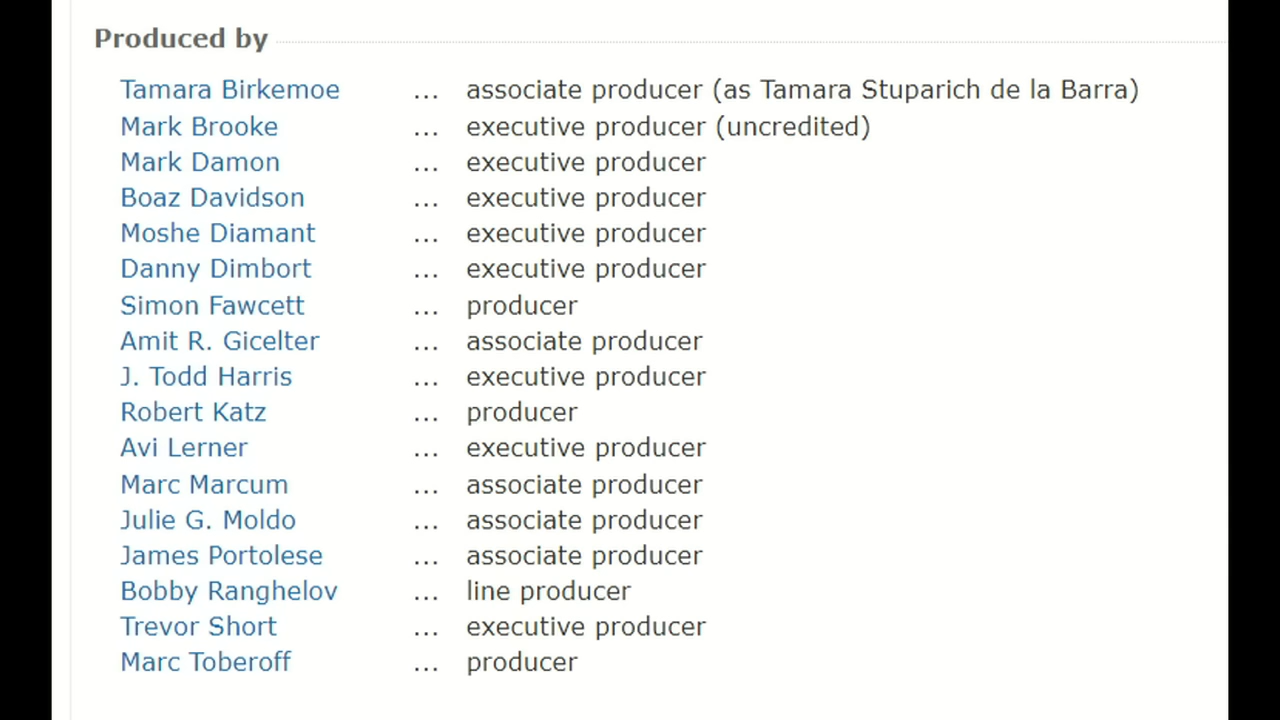 Produced by
Tamara Birkemoe ... associate producer (as Tamara Stuparich de la Barra)
Mark Brooke ... executive producer (uncredited)
Mark Damon ... executive producer
Boaz Davidson ... executive producer
Moshe Diamant ... executive producer
Danny Dimbort ... executive producer
Simon Fawcett ... producer
Amit R. Gicelter ... associate producer
J. Todd Harris ... executive producer
Robert Katz ... producer
Avi Lerner ... executive producer
Marc Marcum ... associate producer
Julie G. Moldo ... associate producer
James Portolese ... associate producer
Bobby Ranghelov ... line producer
Trevor Short ... executive producer
Marc Toberoff ... producer